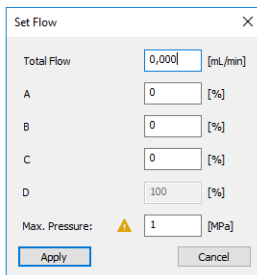 Set Flow
Total Flow 0,000 [mL/min]
A 0 [%]
B 0 [%]
C 0 [%]
D 100 [%]
Max. Pressure: 1 [MPa]
Apply Cancel